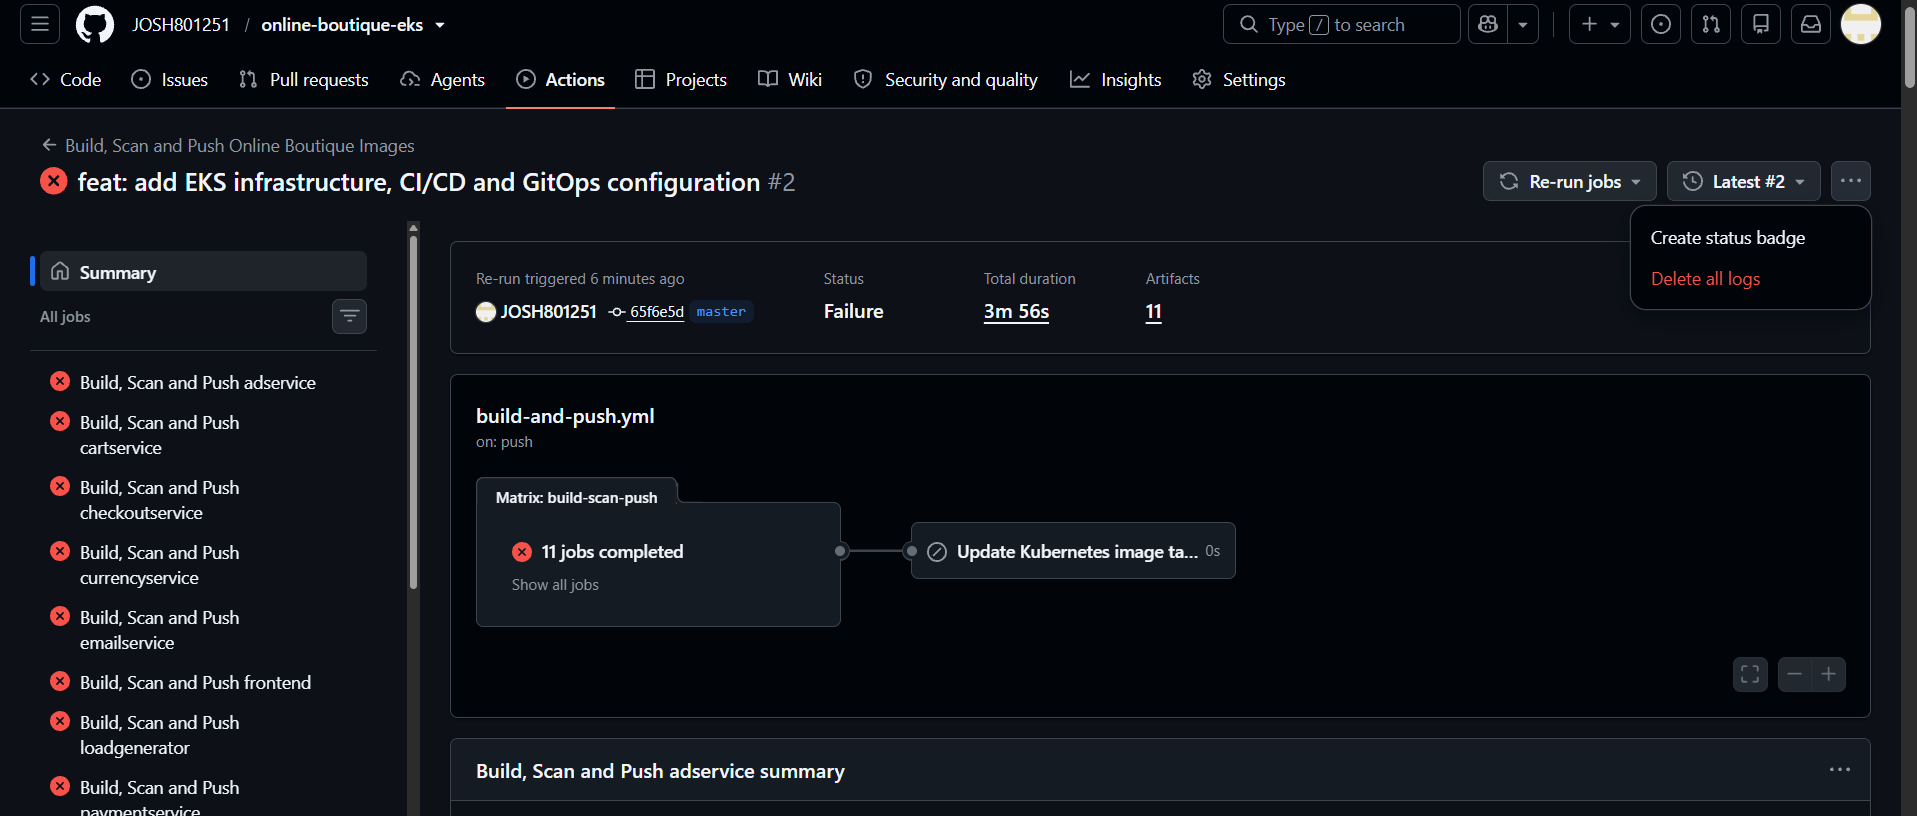 JOSH801251 / online-boutique-eks
Type / to search
Code
Issues
Pull requests
Agents
Actions
Projects
Wiki
Security and quality
Insights
Settings
Build, Scan and Push Online Boutique Images
feat: add EKS infrastructure, CI/CD and GitOps configuration #2
Re-run jobs
Latest #2
Create status badge
Delete all logs
Summary
All jobs
Build, Scan and Push adservice
Build, Scan and Push
cartservice
Build, Scan and Push
checkoutservice
Build, Scan and Push
currencyservice
Build, Scan and Push
emailservice
Build, Scan and Push frontend
Build, Scan and Push
loadgenerator
Build, Scan and Push
paymentservice
Re-run triggered 6 minutes ago
JOSH801251 65f6e5d master
Status
Failure
Total duration
3m 56s
Artifacts
11
build-and-push.yml
on: push
Matrix: build-scan-push
11 jobs completed
Show all jobs
Update Kubernetes image ta... 0s
Build, Scan and Push adservice summary